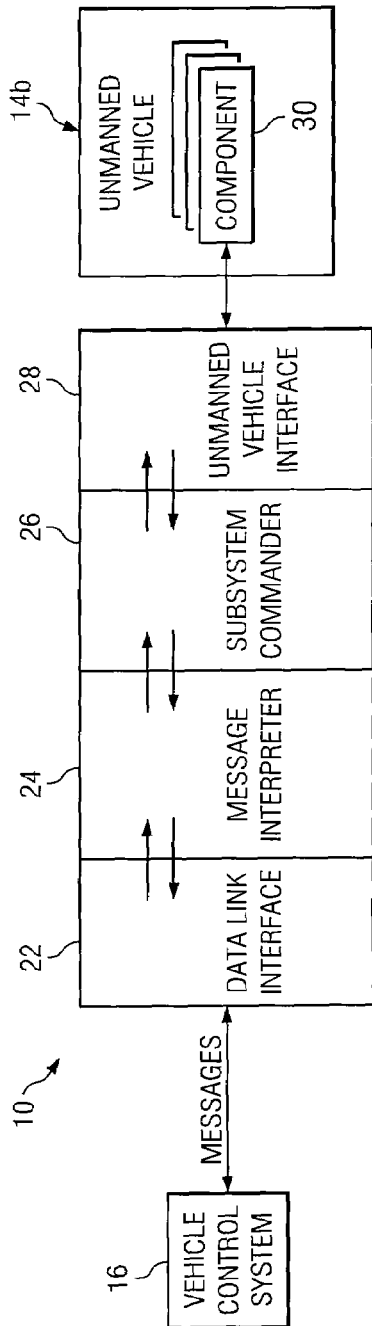 10
14b
UNMANNED
VEHICLE
COMPONENT
30
22
24
26
28
DATA LINK
INTERFACE
MESSAGE
INTERPRETER
SUBSYSTEM
COMMANDER
UNMANNED
VEHICLE
INTERFACE
MESSAGES
16
VEHICLE
CONTROL
SYSTEM